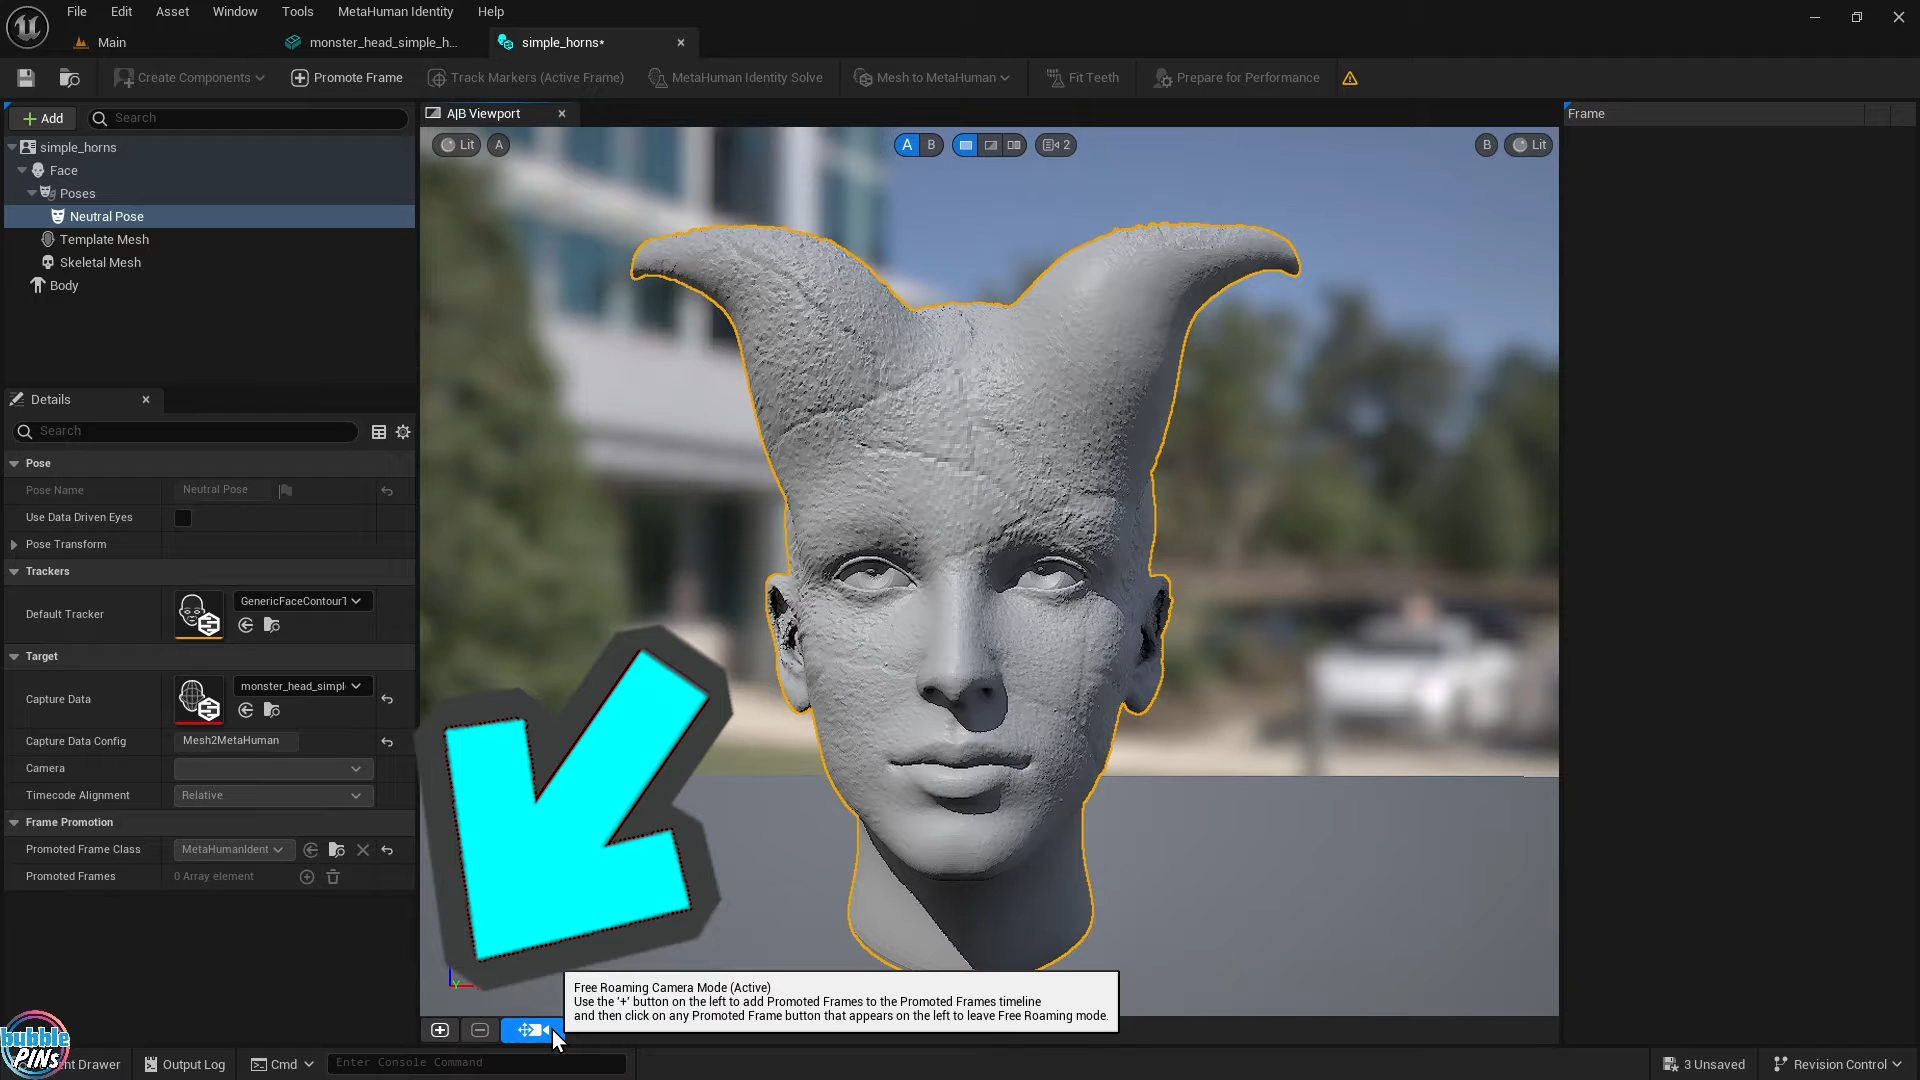 File Edit Asset Window Tools MetaHuman Identity Help
Main monster_head_simple_h... simple_horns*
Create Components Promote Frame Track Markers (Active Frame) MetaHuman Identity Solve Mesh to MetaHuman Fit Teeth Prepare for Performance
Add Search
A|B Viewport
Frame
Lit A
A B
2
B Lit
simple_horns
Face
Poses
Neutral Pose
Template Mesh
Skeletal Mesh
Body
Details
Search
Pose
Pose Name Neutral Pose
Use Data Driven Eyes
Pose Transform
Trackers
Default Tracker GenericFaceContourT
Target
Capture Data monster_head_simpl
Capture Data Config Mesh2MetaHuman
Camera
Timecode Alignment Relative
Frame Promotion
Promoted Frame Class MetaHumanIdent
Promoted Frames 0 Array element
Free Roaming Camera Mode (Active)
Use the '+' button on the left to add Promoted Frames to the Promoted Frames timeline
and then click on any Promoted Frame button that appears on the left to leave Free Roaming mode.
bubble
PiNs
nt Drawer Output Log Cmd Enter Console Command
3 Unsaved Revision Control